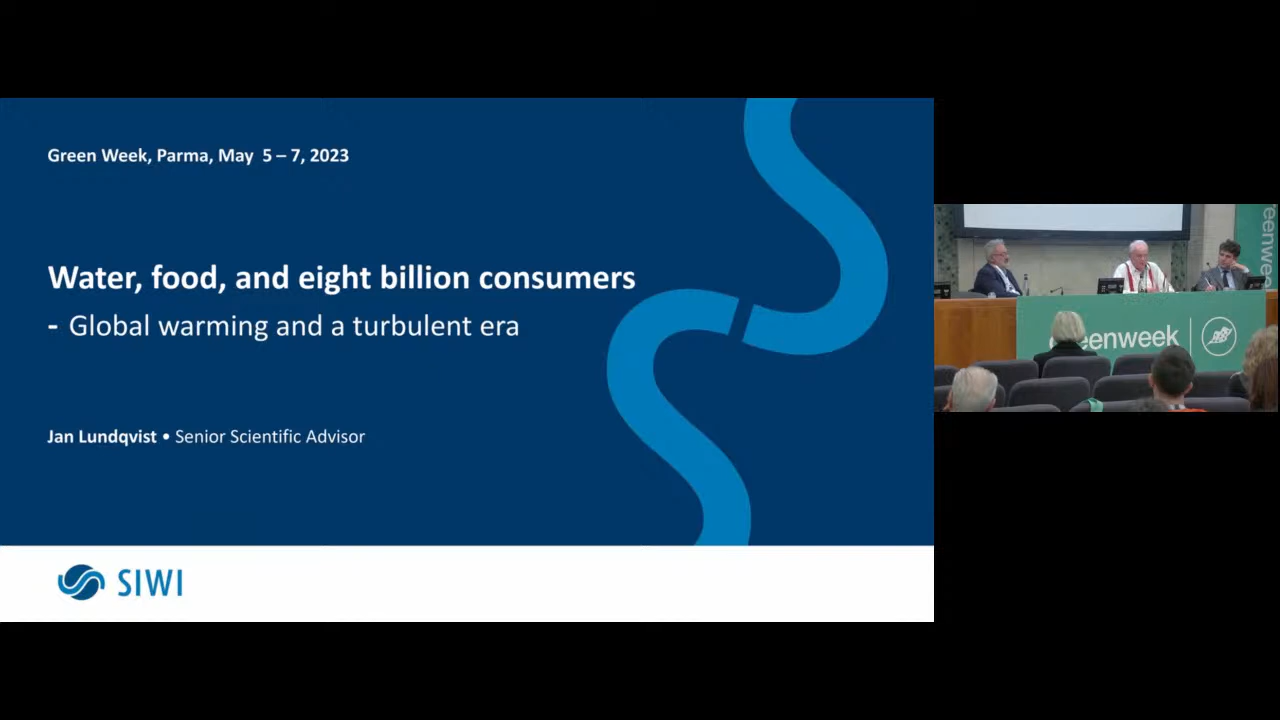 Green Week, Parma, May 5 – 7, 2023
Water, food, and eight billion consumers
- Global warming and a turbulent era
Jan Lundqvist • Senior Scientific Advisor
SIWI
eenweek
eenwee